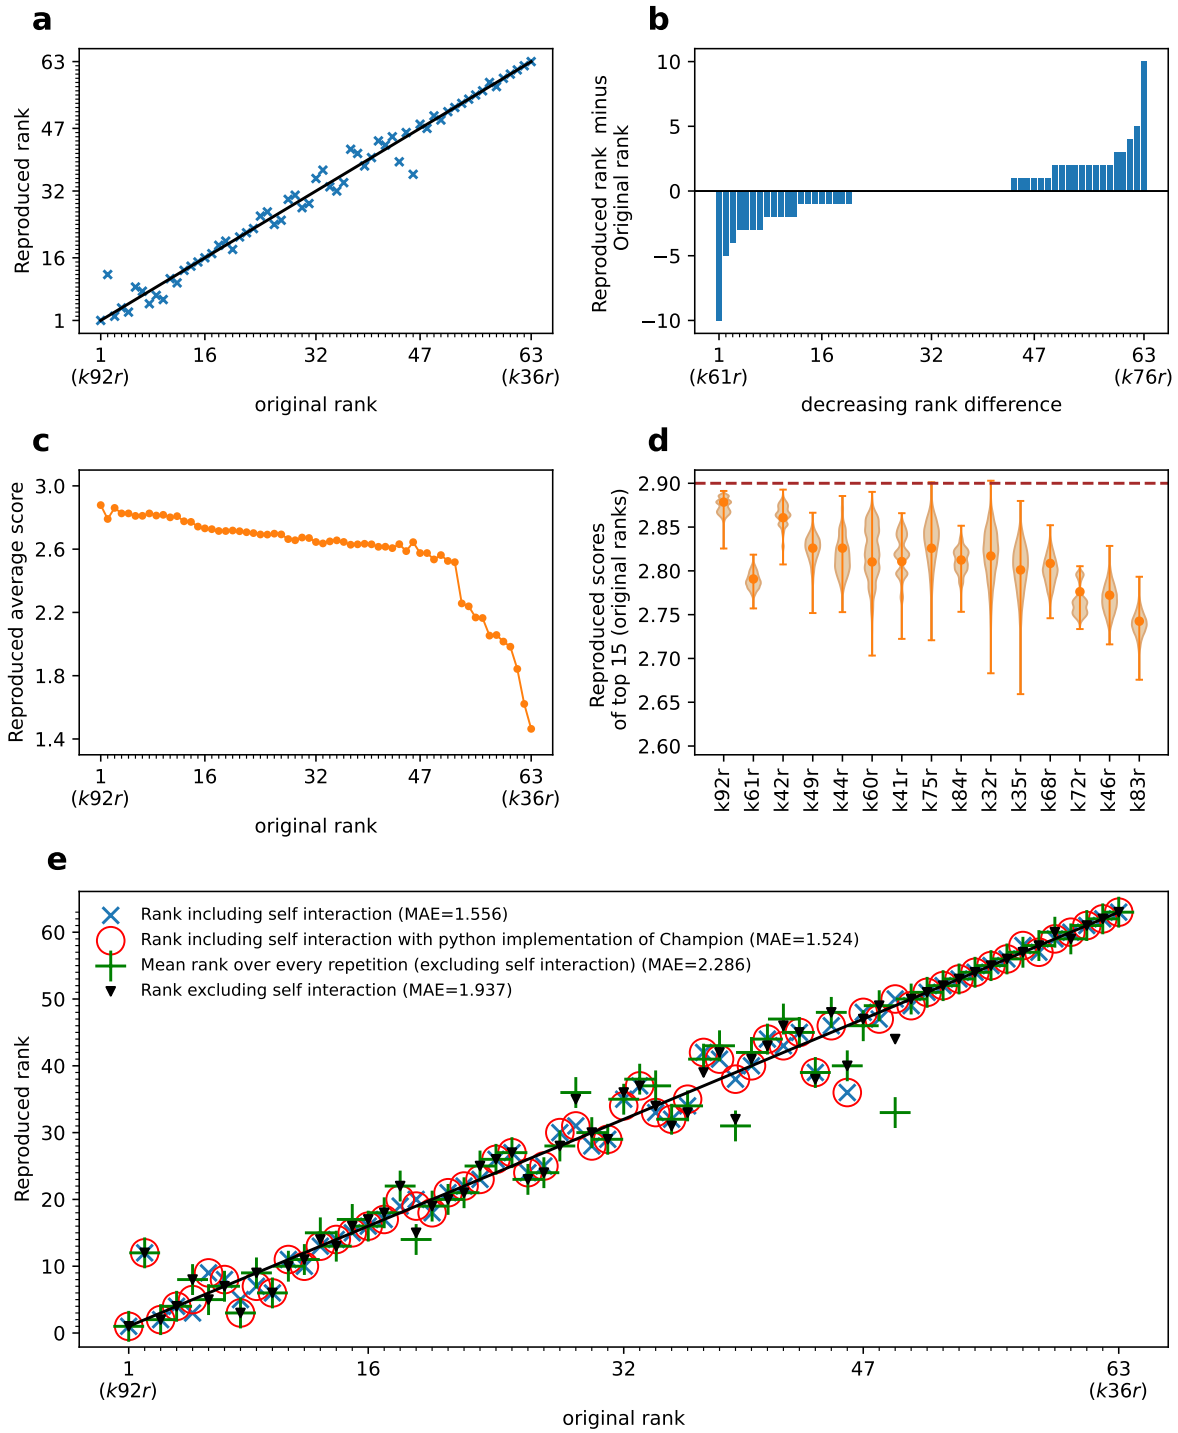 a
63
47
32
16
1
Reproduced rank
1
16
32
47
63
(k92r)
(k36r)
original rank
b
10
5
0
−5
−10
Reproduced rank minus
Original rank
1
16
32
47
63
(k61r)
(k76r)
decreasing rank difference
c
3.0
2.6
2.2
1.8
1.4
Reproduced average score
1
16
32
47
63
(k92r)
(k36r)
original rank
d
2.90
2.85
2.80
2.75
2.70
2.65
2.60
Reproduced scores
of top 15 (original ranks)
k92r
k61r
k42r
k49r
k44r
k60r
k41r
k75r
k84r
k32r
k35r
k68r
k72r
k46r
k83r
e
Rank including self interaction (MAE=1.556)
Rank including self interaction with python implementation of Champion (MAE=1.524)
Mean rank over every repetition (excluding self interaction) (MAE=2.286)
Rank excluding self interaction (MAE=1.937)
60
50
40
30
20
10
0
Reproduced rank
1
16
32
47
63
(k92r)
(k36r)
original rank